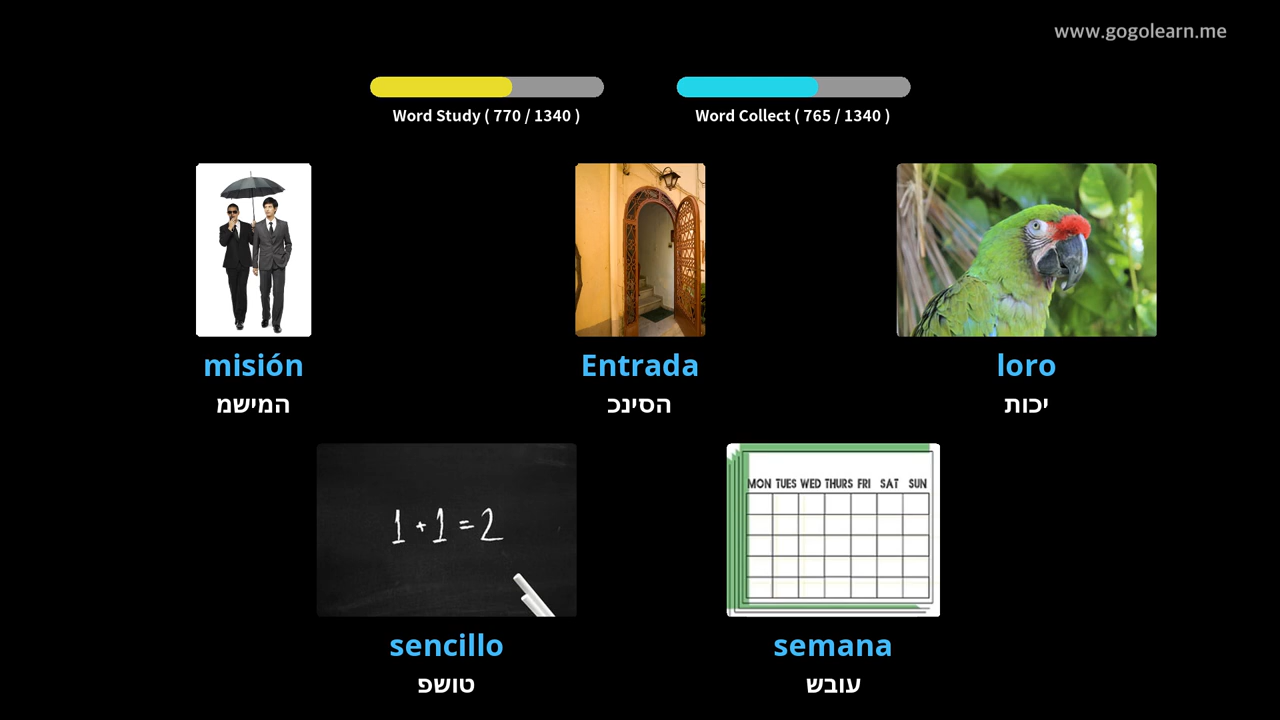 www.gogolearn.me
Word Study ( 770 / 1340 )
Word Collect ( 765 / 1340 )
misión
המישמ
Entrada
הסינכ
loro
יכות
1 + 1 = 2
sencillo
טושפ
MON TUES WED THURS FRI SAT SUN
semana
עובש